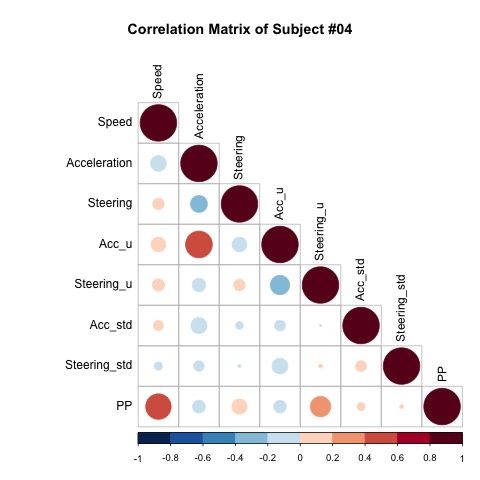 Correlation Matrix of Subject #04
Speed
Acceleration
Steering
Acc_u
Steering_u
Acc_std
Steering_std
PP
Speed
Acceleration
Steering
Acc_u
Steering_u
Acc_std
Steering_std
PP
-1 -0.8 -0.6 -0.4 -0.2 0 0.2 0.4 0.6 0.8 1